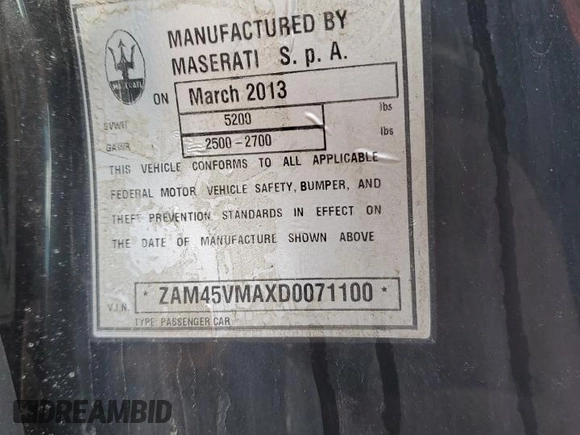 MANUFACTURED BY
MASERATI S. p. A.
MASERATI
ON March 2013
GVWR 5200 lbs
GAWR 2500-2700 lbs
THIS VEHICLE CONFORMS TO ALL APPLICABLE
FEDERAL MOTOR VEHICLE SAFETY, BUMPER, AND
THEFT PREVENTION STANDARDS IN EFFECT ON
THE DATE OF MANUFACTURE SHOWN ABOVE
V.I.N. * ZAM45VMAXD0071100 *
TYPE: PASSENGER CAR
DREAMBID